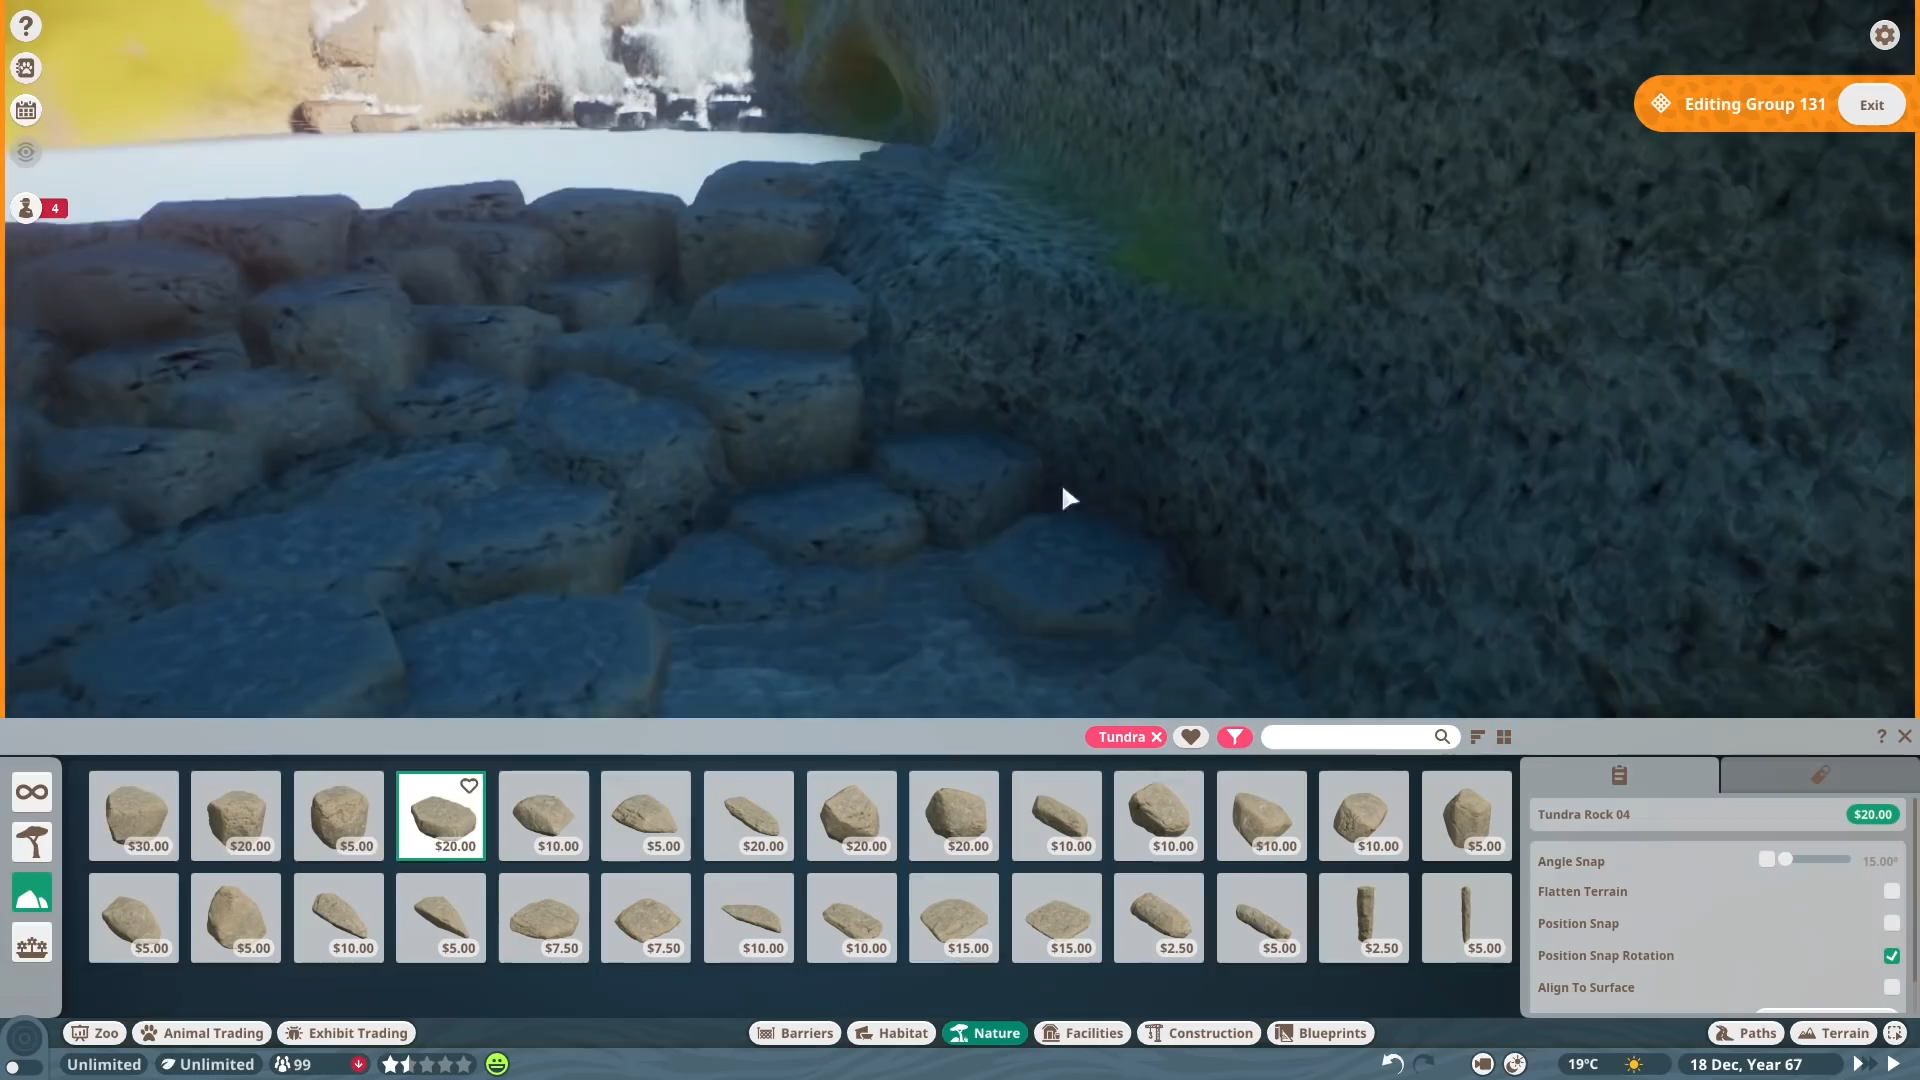 ?
Editing Group 131
Exit
4
Tundra
?
$30.00
$20.00
$5.00
$20.00
$10.00
$5.00
$20.00
$20.00
$20.00
$10.00
$10.00
$10.00
$10.00
$5.00
$5.00
$5.00
$10.00
$5.00
$7.50
$7.50
$10.00
$10.00
$15.00
$15.00
$2.50
$5.00
$2.50
$5.00
Tundra Rock 04
$20.00
Angle Snap
15.00°
Flatten Terrain
Position Snap
Position Snap Rotation
Align To Surface
Zoo
Animal Trading
Exhibit Trading
Barriers
Habitat
Nature
Facilities
Construction
Blueprints
Paths
Terrain
Unlimited
Unlimited
99
19°C
18 Dec, Year 67